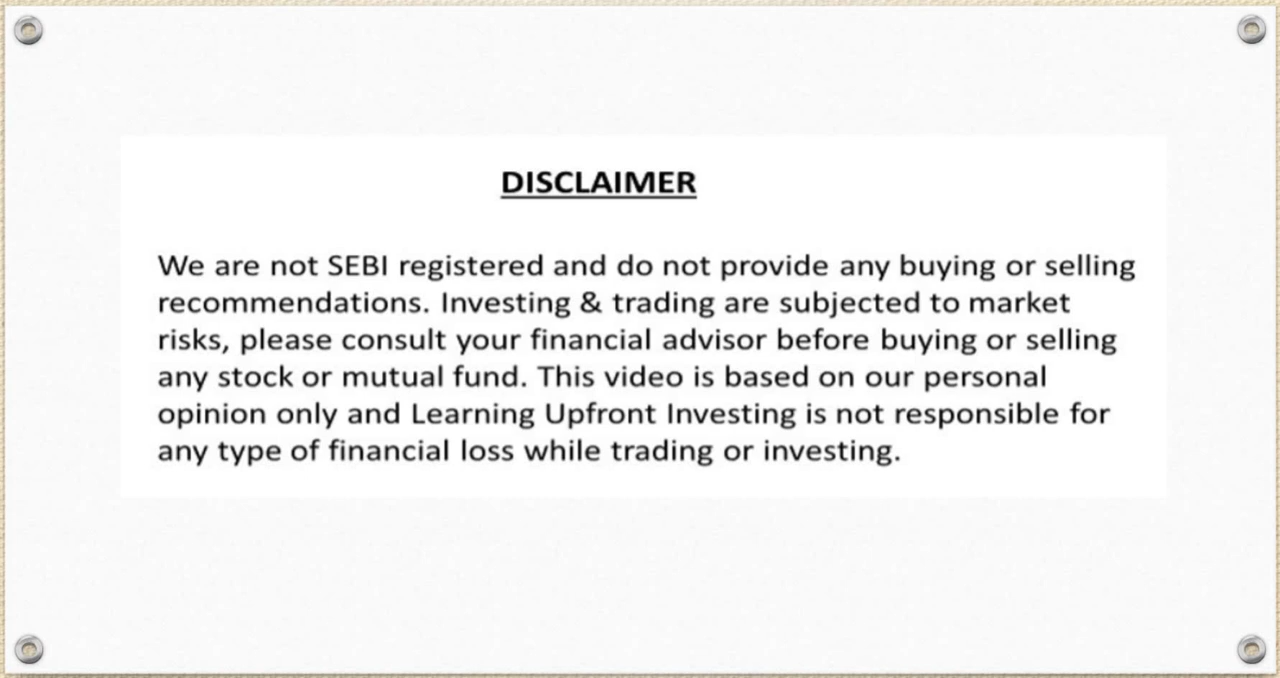 DISCLAIMER
We are not SEBI registered and do not provide any buying or selling
recommendations. Investing & trading are subjected to market
risks, please consult your financial advisor before buying or selling
any stock or mutual fund. This video is based on our personal
opinion only and Learning Upfront Investing is not responsible for
any type of financial loss while trading or investing.